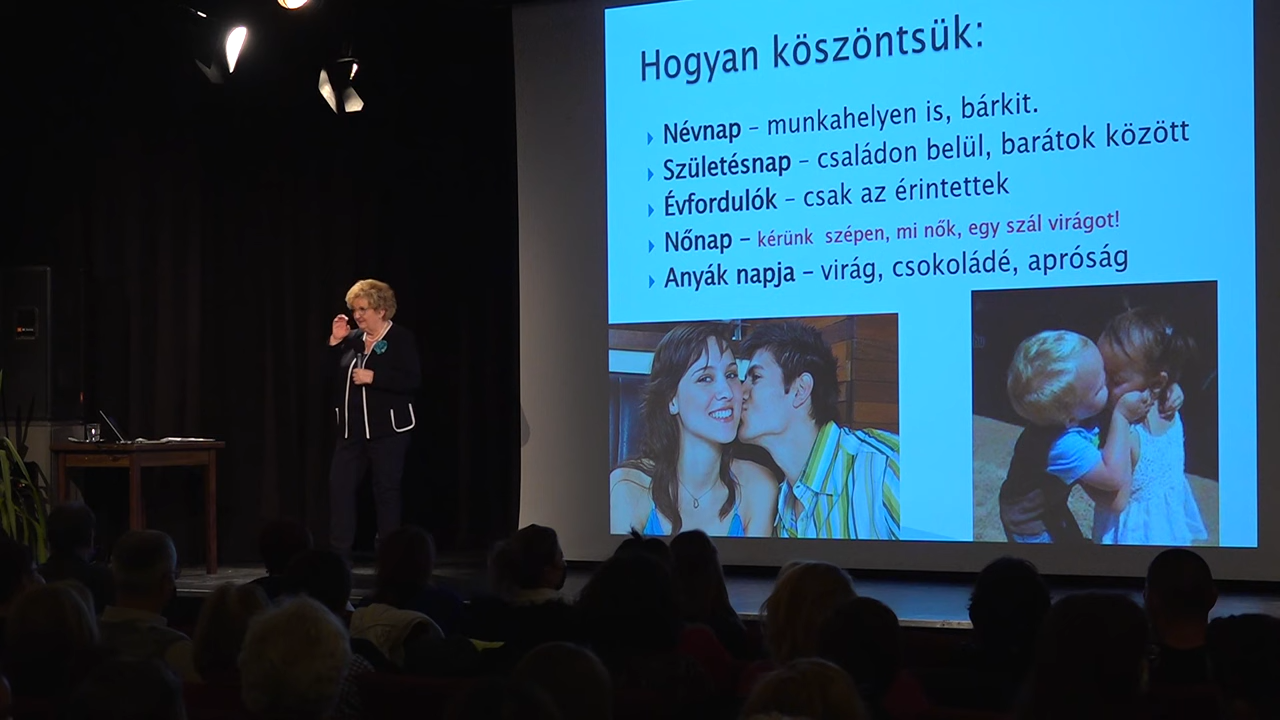 Hogyan köszöntsük:
Névnap – munkahelyen is, bárkit.
Születésnap – családon belül, barátok között
Évfordulók – csak az érintettek
Nőnap – kérünk szépen, mi nők, egy szál virágot!
Anyák napja – virág, csokoládé, apróság